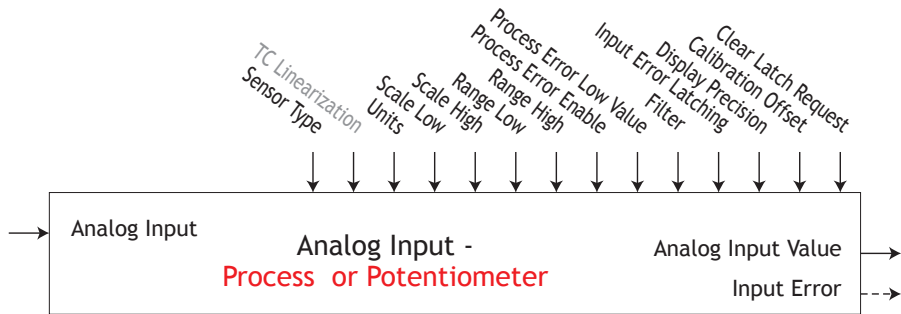 Sensor Type
TC Linearization
Units
Scale Low
Scale High
Range Low
Range High
Process Error Enable
Process Error Low Value
Filter
Input Error Latching
Display Precision
Calibration Offset
Clear Latch Request
Analog Input
Analog Input -
Process or Potentiometer
Analog Input Value
Input Error